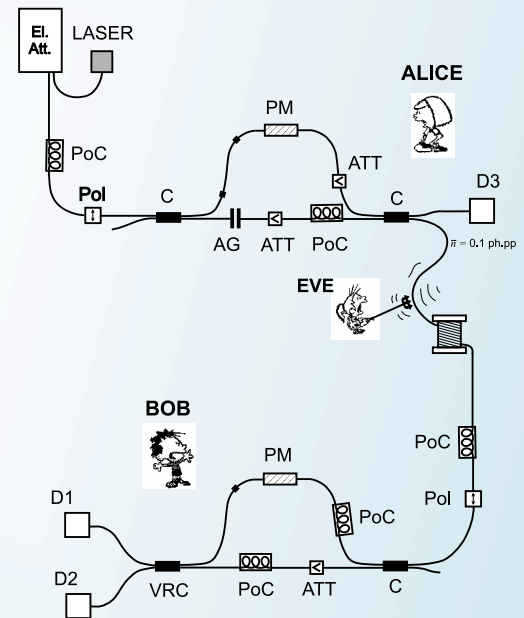 El.
Att.
LASER
PoC
Pol
C
PM
ATT
AG
ATT
PoC
C
ALICE
D3
n̄ = 0.1 ph.pp
EVE
PoC
Pol
BOB
PM
PoC
D1
D2
VRC
PoC
ATT
C